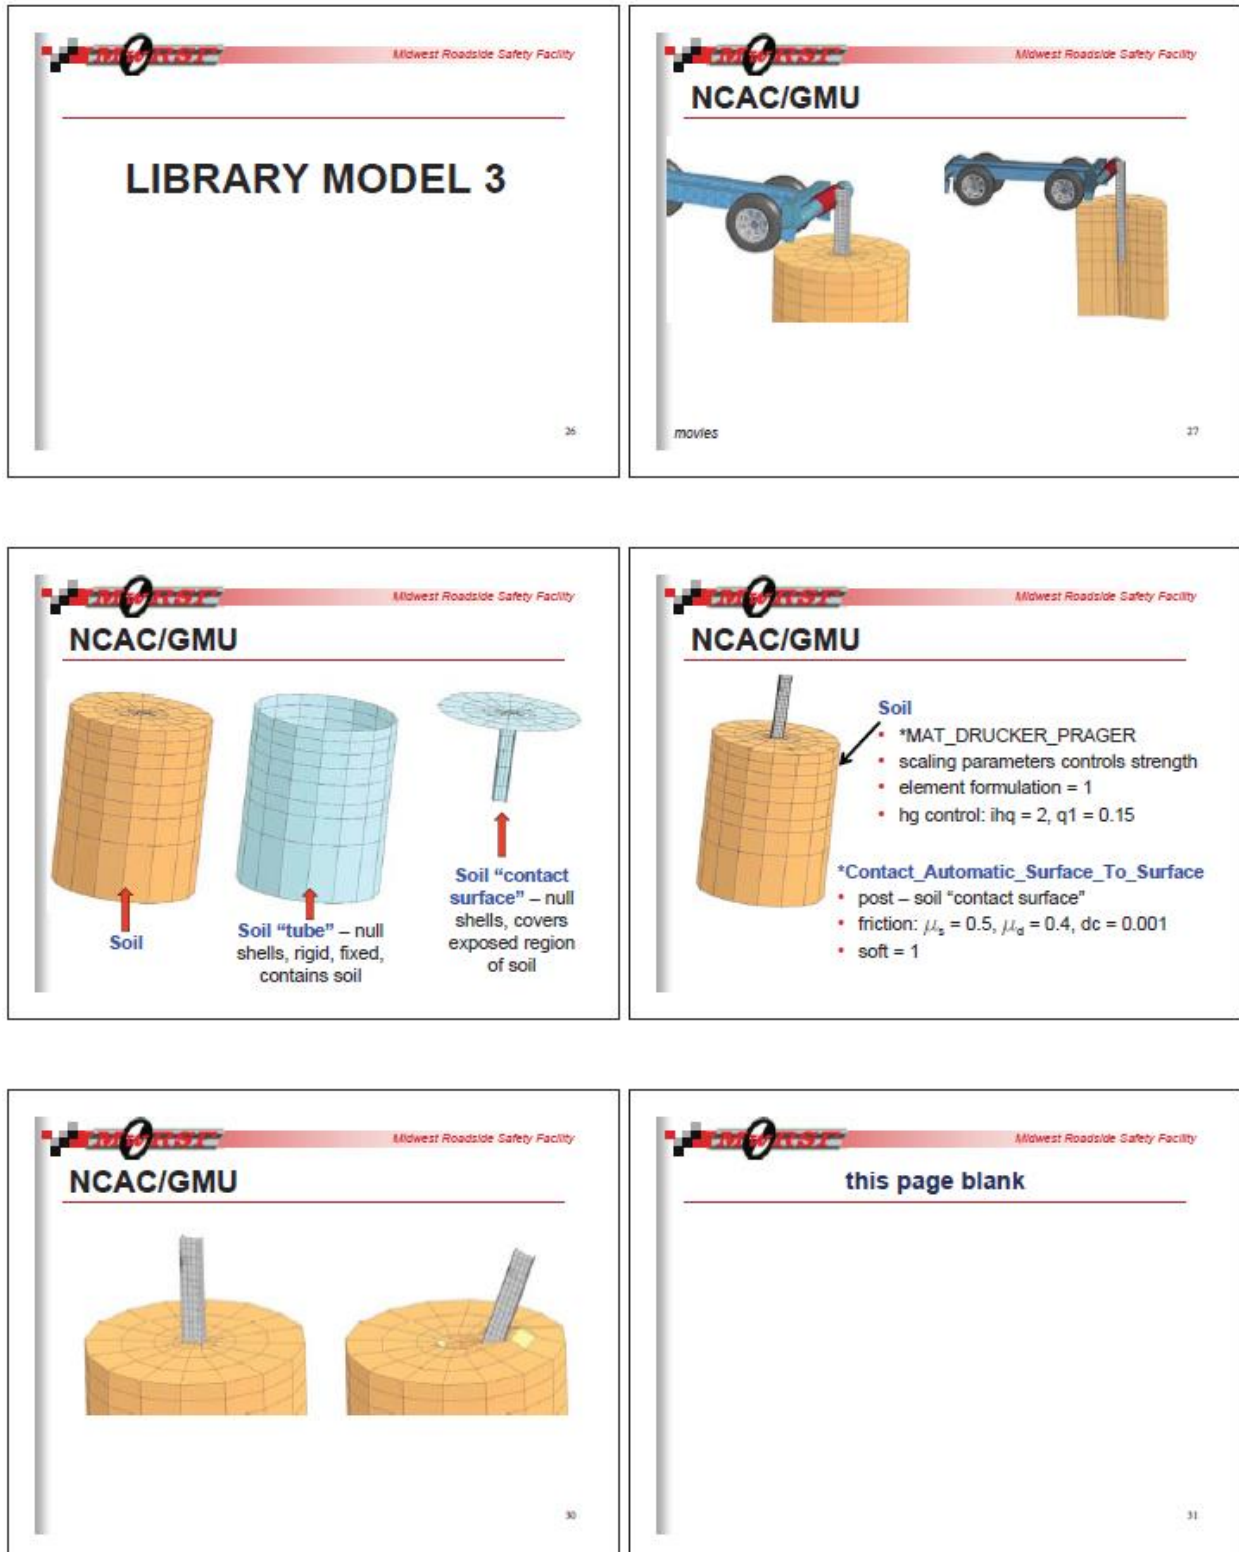 Midwest Roadside Safety Facility
LIBRARY MODEL 3
26
Midwest Roadside Safety Facility
NCAC/GMU
movies
27
Midwest Roadside Safety Facility
NCAC/GMU
Soil
Soil “tube” – null
shells, rigid, fixed,
contains soil
Soil “contact
surface” – null
shells, covers
exposed region
of soil
Midwest Roadside Safety Facility
NCAC/GMU
Soil
• *MAT_DRUCKER_PRAGER
• scaling parameters controls strength
• element formulation = 1
• hg control: ihq = 2, q1 = 0.15
*Contact_Automatic_Surface_To_Surface
• post – soil “contact surface”
• friction: μs = 0.5, μd = 0.4, dc = 0.001
• soft = 1
Midwest Roadside Safety Facility
NCAC/GMU
30
Midwest Roadside Safety Facility
this page blank
31